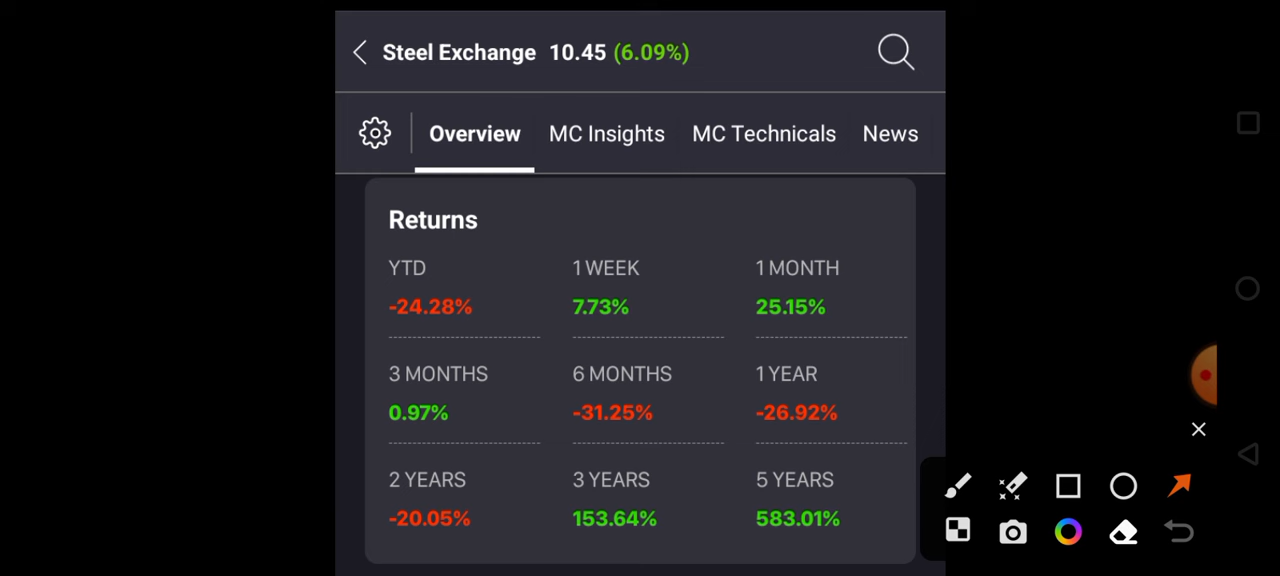 Steel Exchange 10.45 (6.09%)
Overview MC Insights MC Technicals News
Returns
YTD 1 WEEK 1 MONTH
-24.28% 7.73% 25.15%
3 MONTHS 6 MONTHS 1 YEAR
0.97% -31.25% -26.92%
2 YEARS 3 YEARS 5 YEARS
-20.05% 153.64% 583.01%